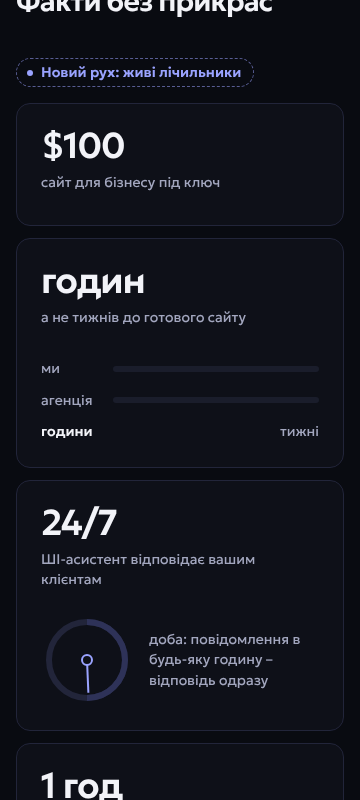 Факти без прикрас
Новий рух: живі лічильники
$100
сайт для бізнесу під ключ
годин
а не тижнів до готового сайту
ми
агенція
години тижні
24/7
ШІ-асистент відповідає вашим
клієнтам
доба: повідомлення в
будь-яку годину –
відповідь одразу
1 год